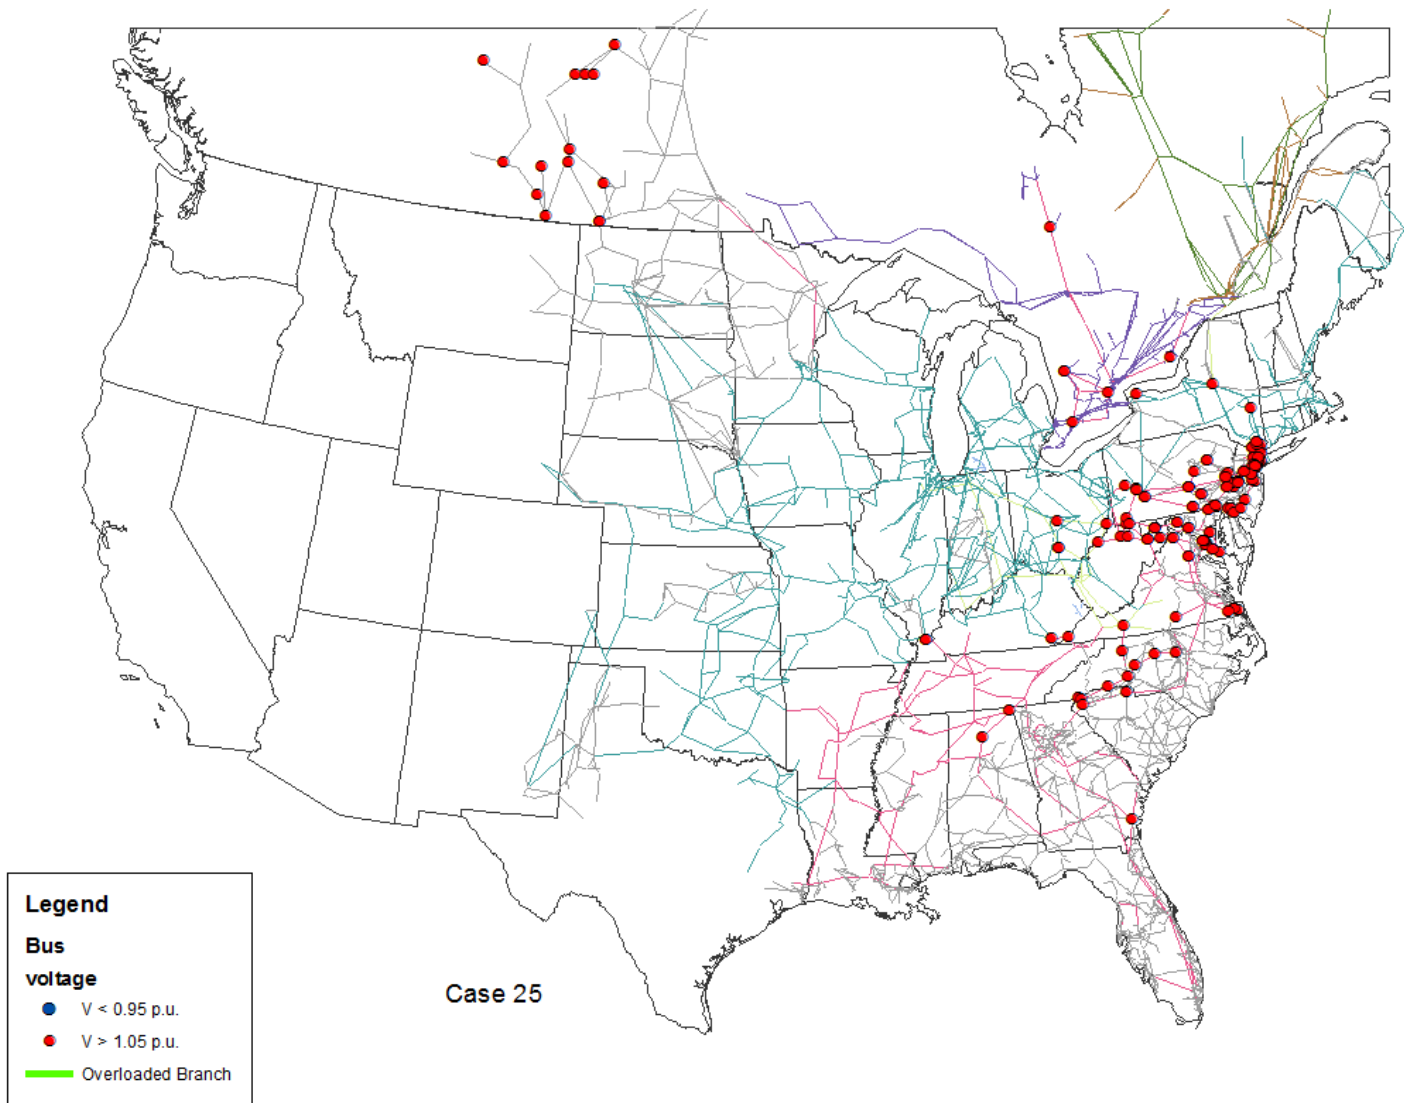 Legend
Bus
voltage
V < 0.95 p.u.
V > 1.05 p.u.
Overloaded Branch
Case 25